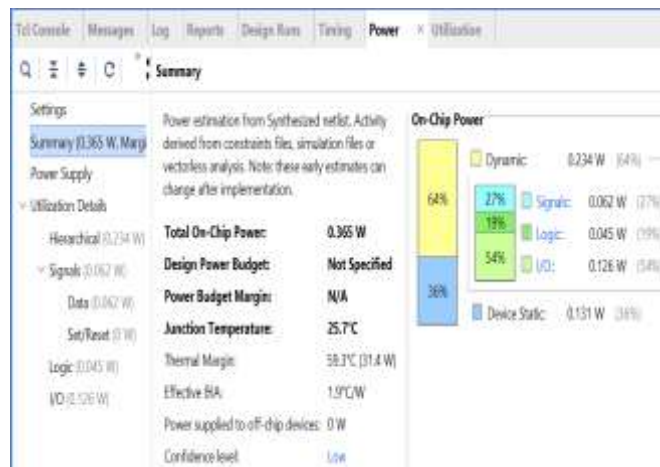 Tcl Console Messages Log Reports Design Runs Timing Power × Utilization
Summary
Settings
Summary (0.365 W, Margi
Power Supply
Utilization Details
Hierarchical (0.234 W)
Signals (0.062 W)
Data (0.062 W)
Set/Reset (0 W)
Logic (0.045 W)
I/O (0.126 W)
Power estimation from Synthesized netlist. Activity
derived from constraints files, simulation files or
vectorless analysis. Note: these early estimates can
change after implementation.
Total On-Chip Power: 0.365 W
Design Power Budget: Not Specified
Power Budget Margin: N/A
Junction Temperature: 25.7°C
Thermal Margin: 59.3°C (31.4 W)
Effective ϑJA: 1.9°C/W
Power supplied to off-chip devices: 0 W
Confidence level: Low
On-Chip Power
64%
36%
Dynamic: 0.234 W (64%)
27% Signals: 0.062 W (27%
19% Logic: 0.045 W (19%
54% I/O: 0.126 W (54%
Device Static: 0.131 W (36%)